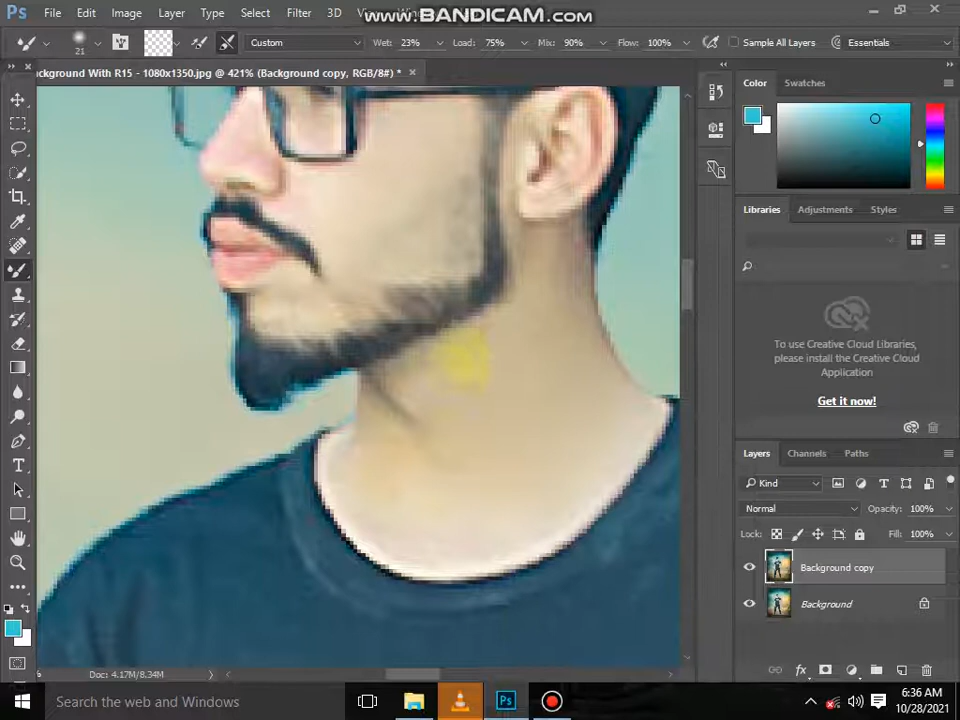 Ps File Edit Image Layer Type Select Filter 3D
www.BANDICAM.com
21 Custom Wet: 23% Load: 75% Mix: 90% Flow: 100% Sample All Layers Essentials
ckground With R15 - 1080x1350.jpg @ 421% (Background copy, RGB/8#) * ×
Color Swatches
Libraries Adjustments Styles
To use Creative Cloud Libraries,
please install the Creative Cloud
Application
Get it now!
Layers Channels Paths
Kind
Normal Opacity: 100%
Lock: Fill: 100%
Background copy
Background
% Doc: 4.17M/8.34M
Search the web and Windows
6:36 AM
10/28/2021